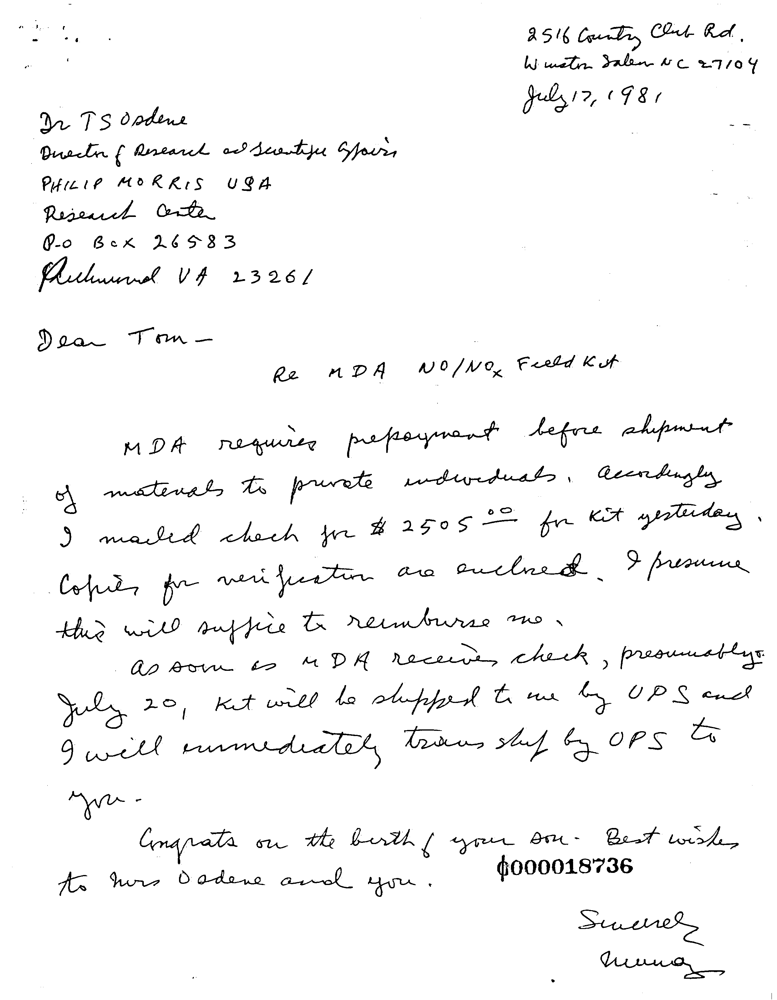 2516 Country Club Rd.
Winston Salem NC 27104
July 17, 1981
Dr T S Osdene
Director of Research and Scientific Affairs
PHILIP MORRIS USA
Research Center
P.O Box 26583
Richmond VA 23261
Dear Tom —
Re MDA NO/NOx Field Kit
MDA requires prepayment before shipment
of materials to private individuals. Accordingly
I mailed check for $ 2505 00 for kit yesterday.
Copies for verification are enclosed. I presume
this will suffice to reimburse me.
As soon as MDA receives check, presumably
July 20, kit will be shipped to me by UPS and
I will immediately trans ship by UPS to
you.
Congrats on the birth of your son. Best wishes
to Mrs Osdene and you.
000018736
Sincerely